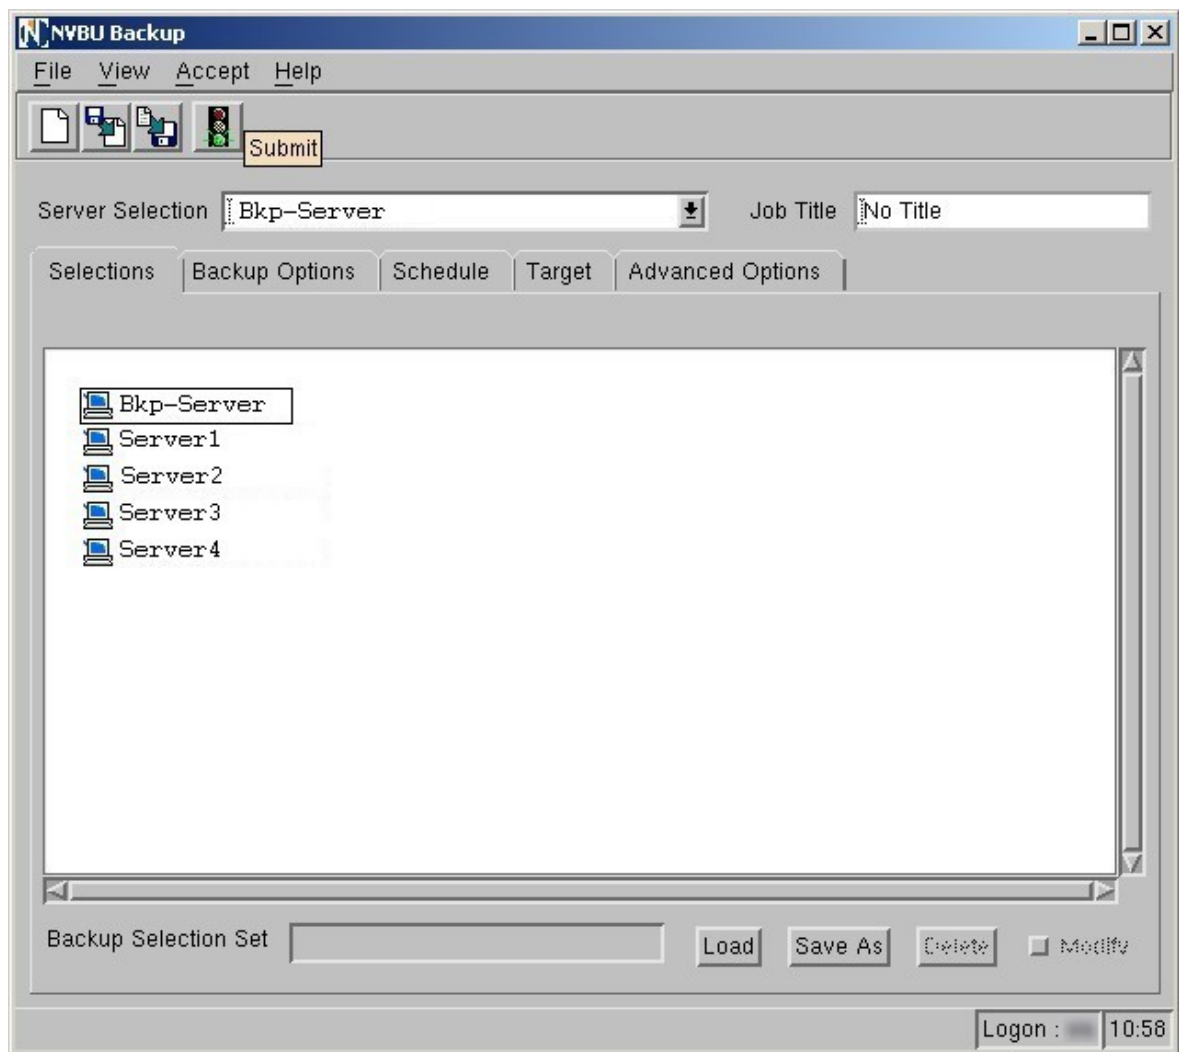 NVBU Backup
File View Accept Help
Submit
Server Selection Bkp-Server Job Title No Title
Selections Backup Options Schedule Target Advanced Options
Bkp-Server
Server1
Server2
Server3
Server4
Backup Selection Set Load Save As Delete Modify
Logon : 10:58